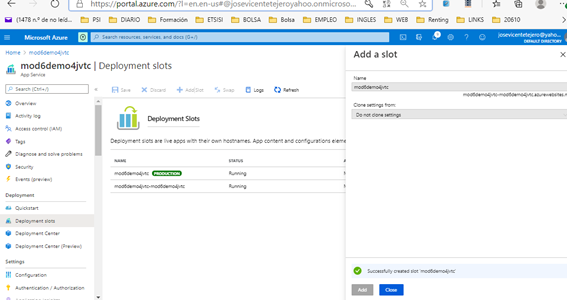 https://portal.azure.com/?l=en.en-us#@josevicentetejeroyahoo.onmicroso...
(1478 n.º de no leíd...
PSI
DIARIO
Formación
ETSISI
BOLSA
Bolsa
EMPLEO
INGLES
WEB
Renting
LINKS
20610
Microsoft Azure
Search resources, services, and docs (G+/)
josevicentetejero@yahoo...
DEFAULT DIRECTORY
Home > mod6demo4jvtc
mod6demo4jvtc | Deployment slots
App Service
Search (Ctrl+/)
Save
Discard
Add Slot
Swap
Logs
Refresh
Overview
Activity log
Access control (IAM)
Tags
Diagnose and solve problems
Security
Events (preview)
Deployment
Quickstart
Deployment slots
Deployment Center
Deployment Center (Preview)
Settings
Configuration
Authentication / Authorization
Deployment Slots
Deployment slots are live apps with their own hostnames. App content and configurations eleme
NAME STATUS
mod6demo4jvtc PRODUCTION Running
mod6demo4jvtc-mod6demo4jvtc Running
Add a slot
Name
mod6demo4jvtc
mod6demo4jvtc-mod6demo4jvtc.azurewebsites.n
Clone settings from:
Do not clone settings
Successfully created slot 'mod6demo4jvtc'
Add
Close